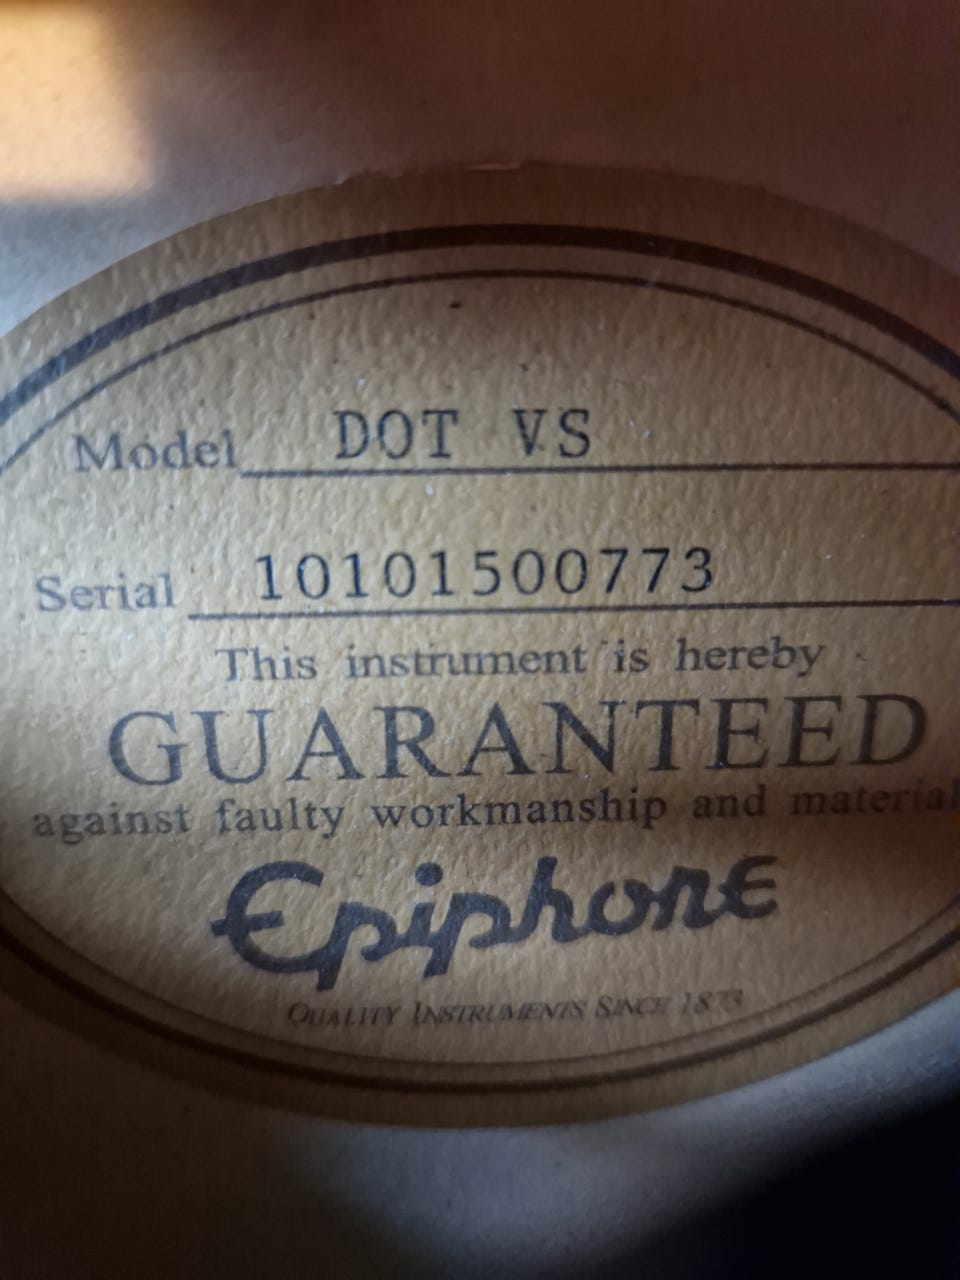 Model DOT VS
Serial 10101500773
This instrument is hereby
GUARANTEED
against faulty workmanship and material
Epiphone
QUALITY INSTRUMENTS SINCE 1873